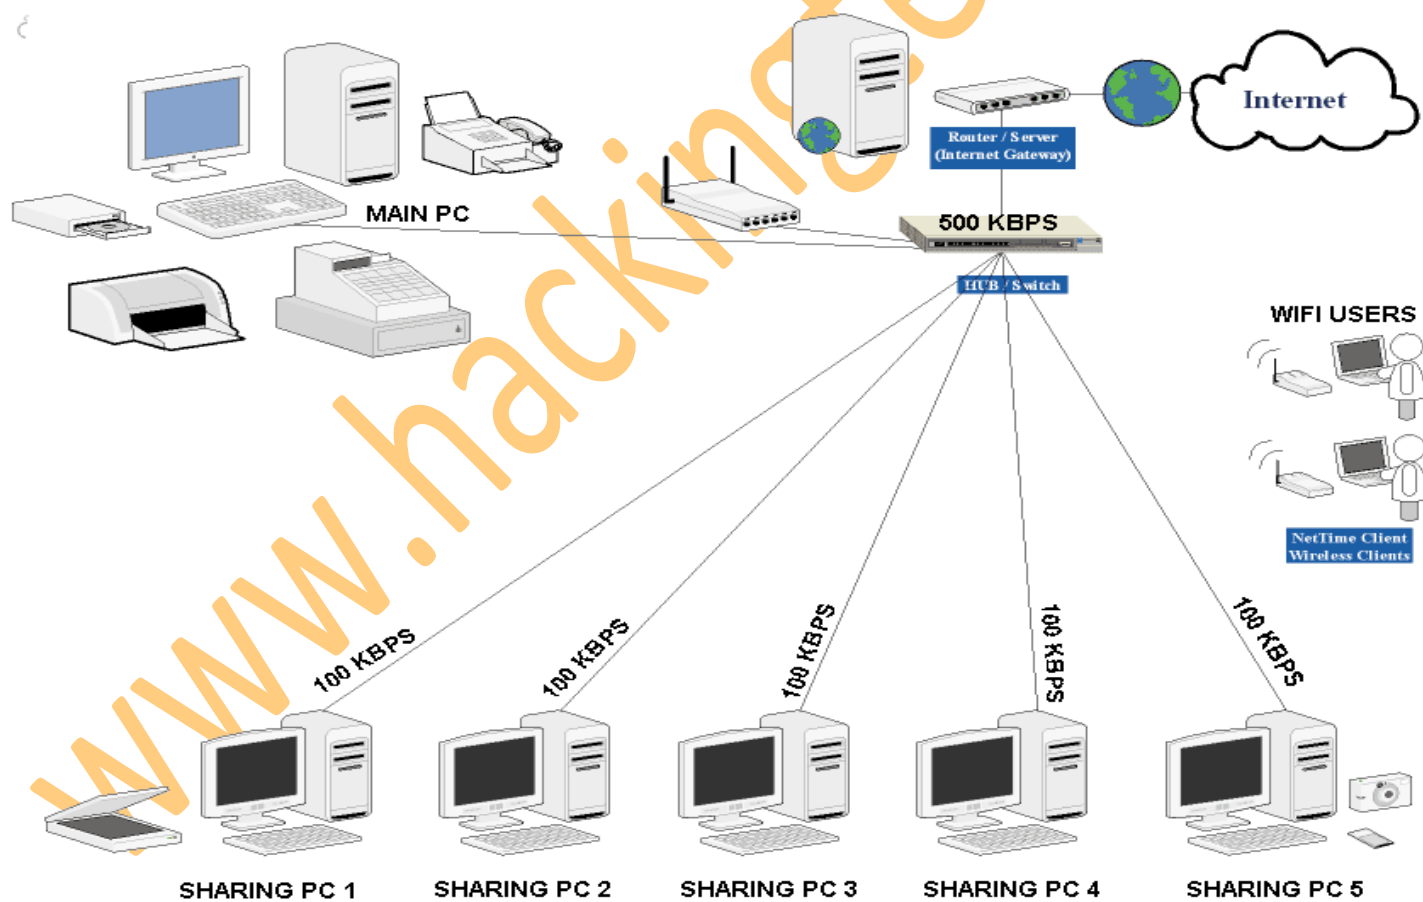 Internet
Router / Server
(Internet Gateway)
MAIN PC
500 KBPS
HUB / Switch
WIFI USERS
NetTime Client
Wireless Clients
100 KBPS
100 KBPS
100 KBPS
100 KBPS
100 KBPS
SHARING PC 1
SHARING PC 2
SHARING PC 3
SHARING PC 4
SHARING PC 5